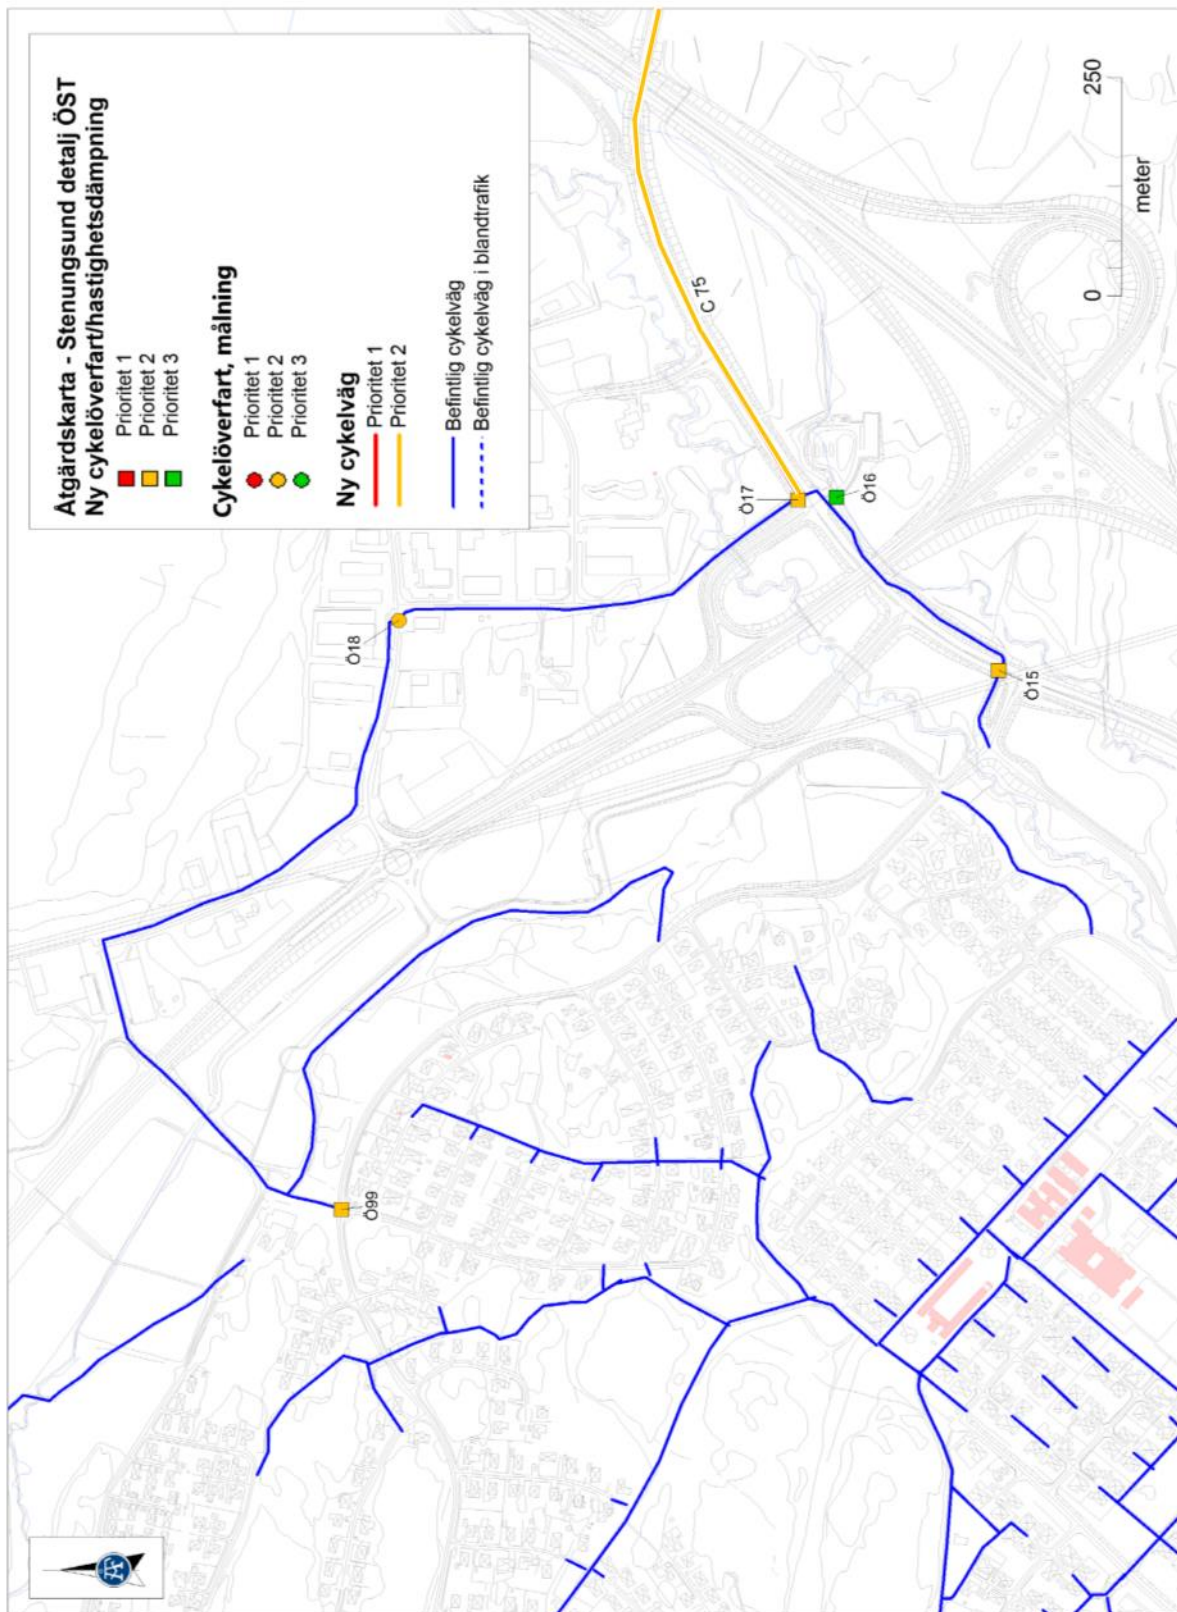 Åtgärdskarta - Stenungsund detalj ÖST
Ny cykelöverfart/hastighetsdämpning
Prioritet 1
Prioritet 2
Prioritet 3
Cykelöverfart, målning
Prioritet 1
Prioritet 2
Prioritet 3
Ny cykelväg
Prioritet 1
Prioritet 2
Befintlig cykelväg
Befintlig cykelväg i blandtrafik
Ö99
Ö18
Ö15
Ö17
Ö16
C 75
0
250
meter
ÅF